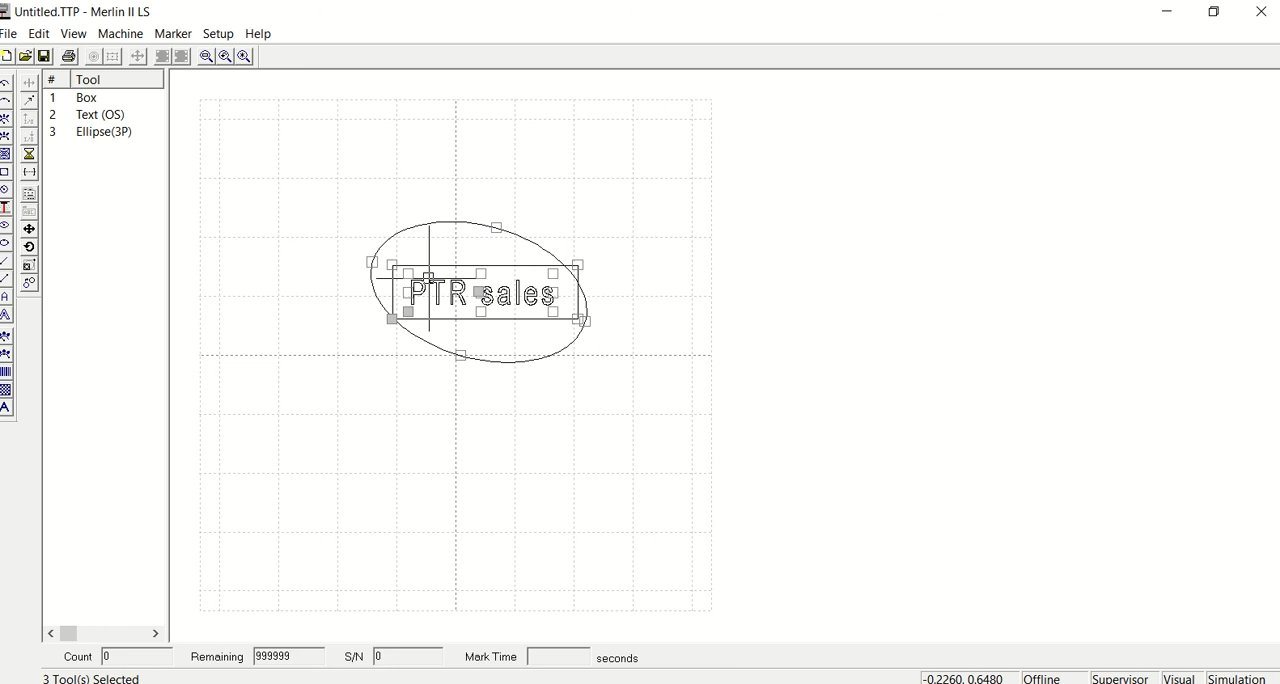 Untitled.TTP - Merlin II LS
File Edit View Machine Marker Setup Help
# Tool
1 Box
2 Text (OS)
3 Ellipse(3P)
PTR sales
Count 0 Remaining 999999 S/N 0 Mark Time seconds
3 Tool(s) Selected -0.2260, 0.6480 Offline Supervisor Visual Simulation